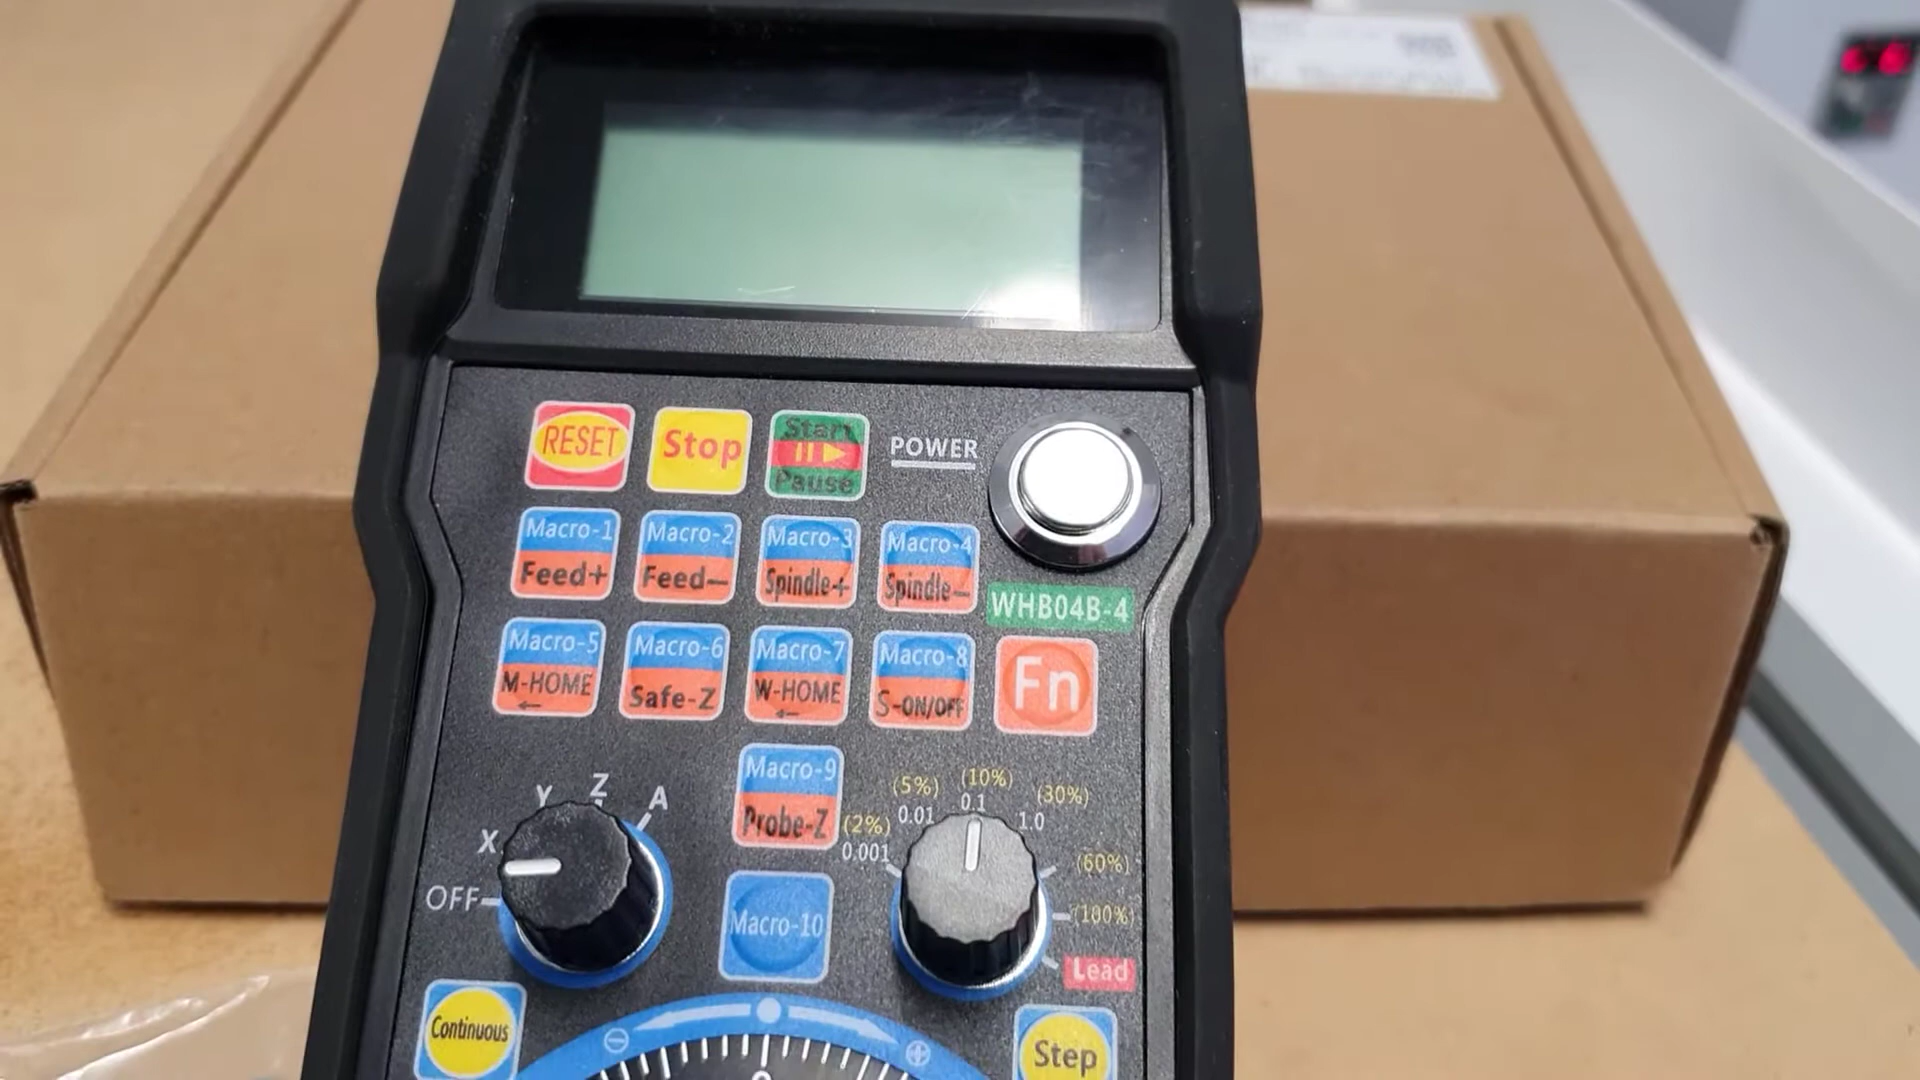 RESET
Stop
Start
Pause
POWER
Macro-1
Feed+
Macro-2
Feed−
Macro-3
Spindle+
Macro-4
Spindle−
WHB04B-4
Macro-5
M-HOME
Macro-6
Safe-Z
Macro-7
W-HOME
Macro-8
S-ON/OFF
Fn
Macro-9
Probe-Z
Macro-10
OFF
X
Y
Z
A
(2%)
0.001
(5%)
0.01
(10%)
0.1
(30%)
1.0
(60%)
(100%)
Lead
Continuous
Step